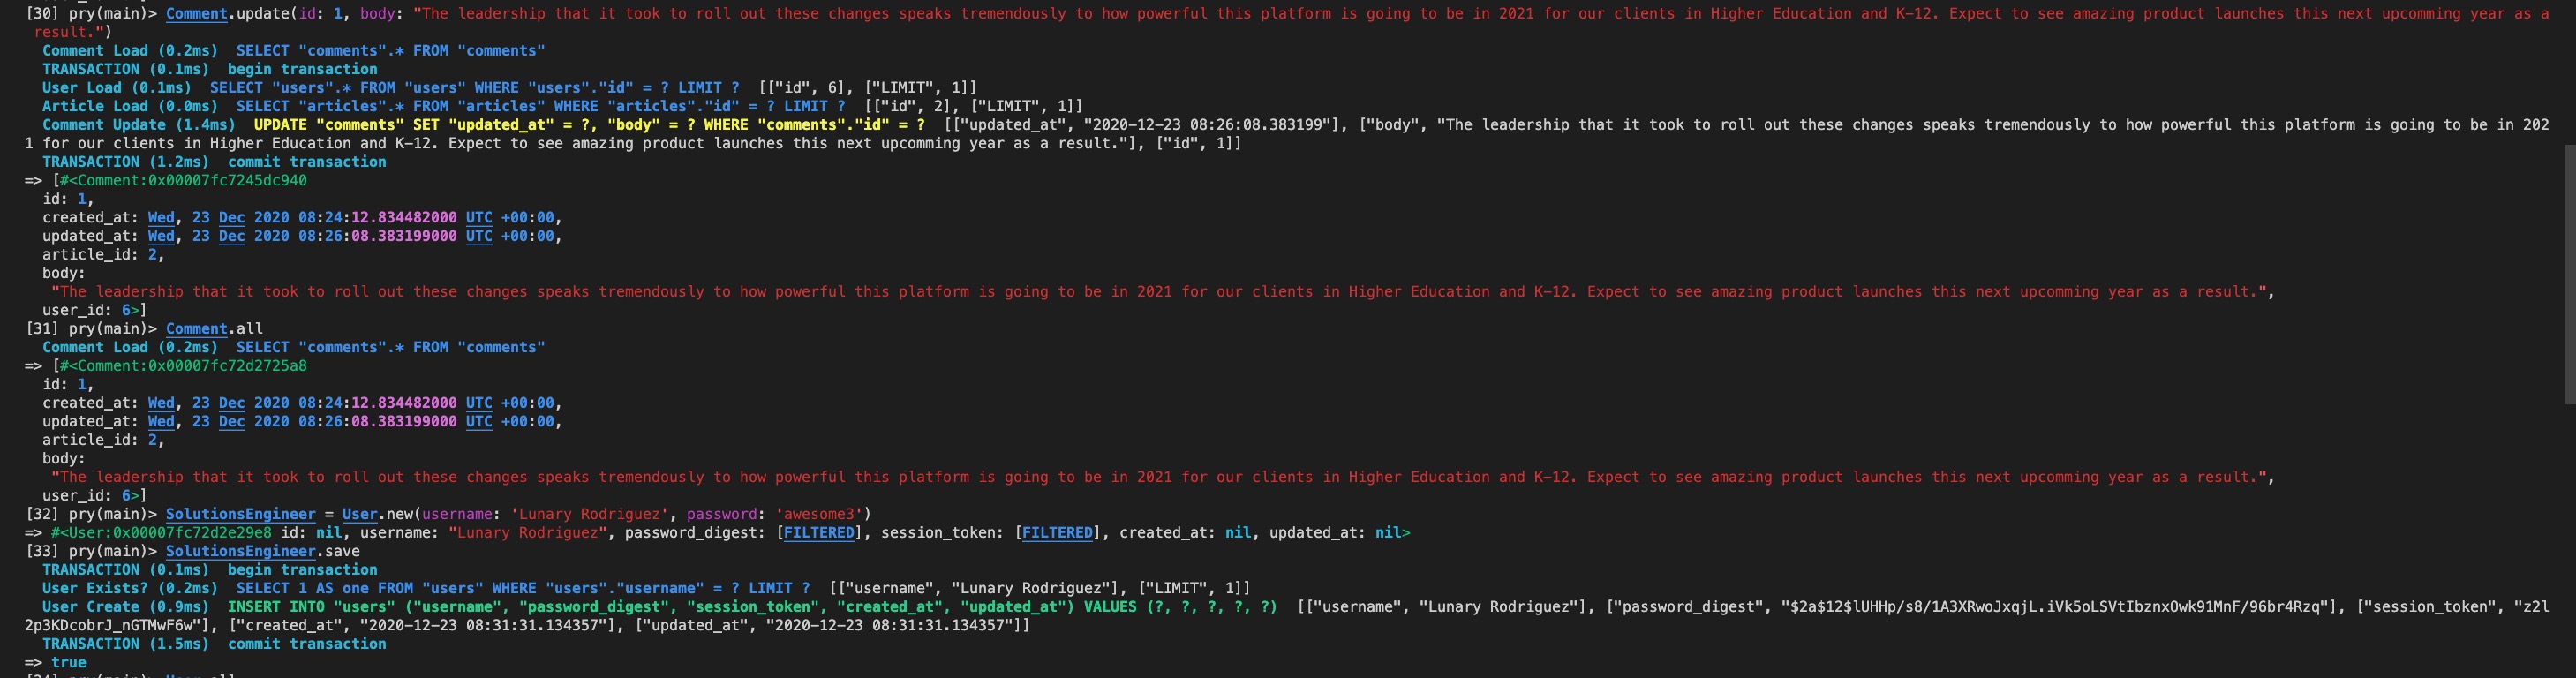 [30] pry(main)> Comment.update(id: 1, body: "The leadership that it took to roll out these changes speaks tremendously to how powerful this platform is going to be in 2021 for our clients in Higher Education and K-12. Expect to see amazing product launches this next upcomming year as a
result.")
Comment Load (0.2ms)  SELECT "comments".* FROM "comments"
TRANSACTION (0.1ms)  begin transaction
User Load (0.1ms)  SELECT "users".* FROM "users" WHERE "users"."id" = ? LIMIT ?  [["id", 6], ["LIMIT", 1]]
Article Load (0.0ms)  SELECT "articles".* FROM "articles" WHERE "articles"."id" = ? LIMIT ?  [["id", 2], ["LIMIT", 1]]
Comment Update (1.4ms)  UPDATE "comments" SET "updated_at" = ?, "body" = ? WHERE "comments"."id" = ?  [["updated_at", "2020-12-23 08:26:08.383199"], ["body", "The leadership that it took to roll out these changes speaks tremendously to how powerful this platform is going to be in 202
1 for our clients in Higher Education and K-12. Expect to see amazing product launches this next upcomming year as a result."], ["id", 1]]
TRANSACTION (1.2ms)  commit transaction
=> [#<Comment:0x00007fc7245dc940
id: 1,
created_at: Wed, 23 Dec 2020 08:24:12.834482000 UTC +00:00,
updated_at: Wed, 23 Dec 2020 08:26:08.383199000 UTC +00:00,
article_id: 2,
body:
"The leadership that it took to roll out these changes speaks tremendously to how powerful this platform is going to be in 2021 for our clients in Higher Education and K-12. Expect to see amazing product launches this next upcomming year as a result.",
user_id: 6>]
[31] pry(main)> Comment.all
Comment Load (0.2ms)  SELECT "comments".* FROM "comments"
=> [#<Comment:0x00007fc72d2725a8
id: 1,
created_at: Wed, 23 Dec 2020 08:24:12.834482000 UTC +00:00,
updated_at: Wed, 23 Dec 2020 08:26:08.383199000 UTC +00:00,
article_id: 2,
body:
"The leadership that it took to roll out these changes speaks tremendously to how powerful this platform is going to be in 2021 for our clients in Higher Education and K-12. Expect to see amazing product launches this next upcomming year as a result.",
user_id: 6>]
[32] pry(main)> SolutionsEngineer = User.new(username: 'Lunary Rodriguez', password: 'awesome3')
=> #<User:0x00007fc72d2e29e8 id: nil, username: "Lunary Rodriguez", password_digest: [FILTERED], session_token: [FILTERED], created_at: nil, updated_at: nil>
[33] pry(main)> SolutionsEngineer.save
TRANSACTION (0.1ms)  begin transaction
User Exists? (0.2ms)  SELECT 1 AS one FROM "users" WHERE "users"."username" = ? LIMIT ?  [["username", "Lunary Rodriguez"], ["LIMIT", 1]]
User Create (0.9ms)  INSERT INTO "users" ("username", "password_digest", "session_token", "created_at", "updated_at") VALUES (?, ?, ?, ?, ?)  [["username", "Lunary Rodriguez"], ["password_digest", "$2a$12$lUHHp/s8/1A3XRwoJxqjL.iVk5oLSVtIbznxOwk91MnF/96br4Rzq"], ["session_token", "z2l
2p3KDcobrJ_nGTMwF6w"], ["created_at", "2020-12-23 08:31:31.134357"], ["updated_at", "2020-12-23 08:31:31.134357"]]
TRANSACTION (1.5ms)  commit transaction
=> true